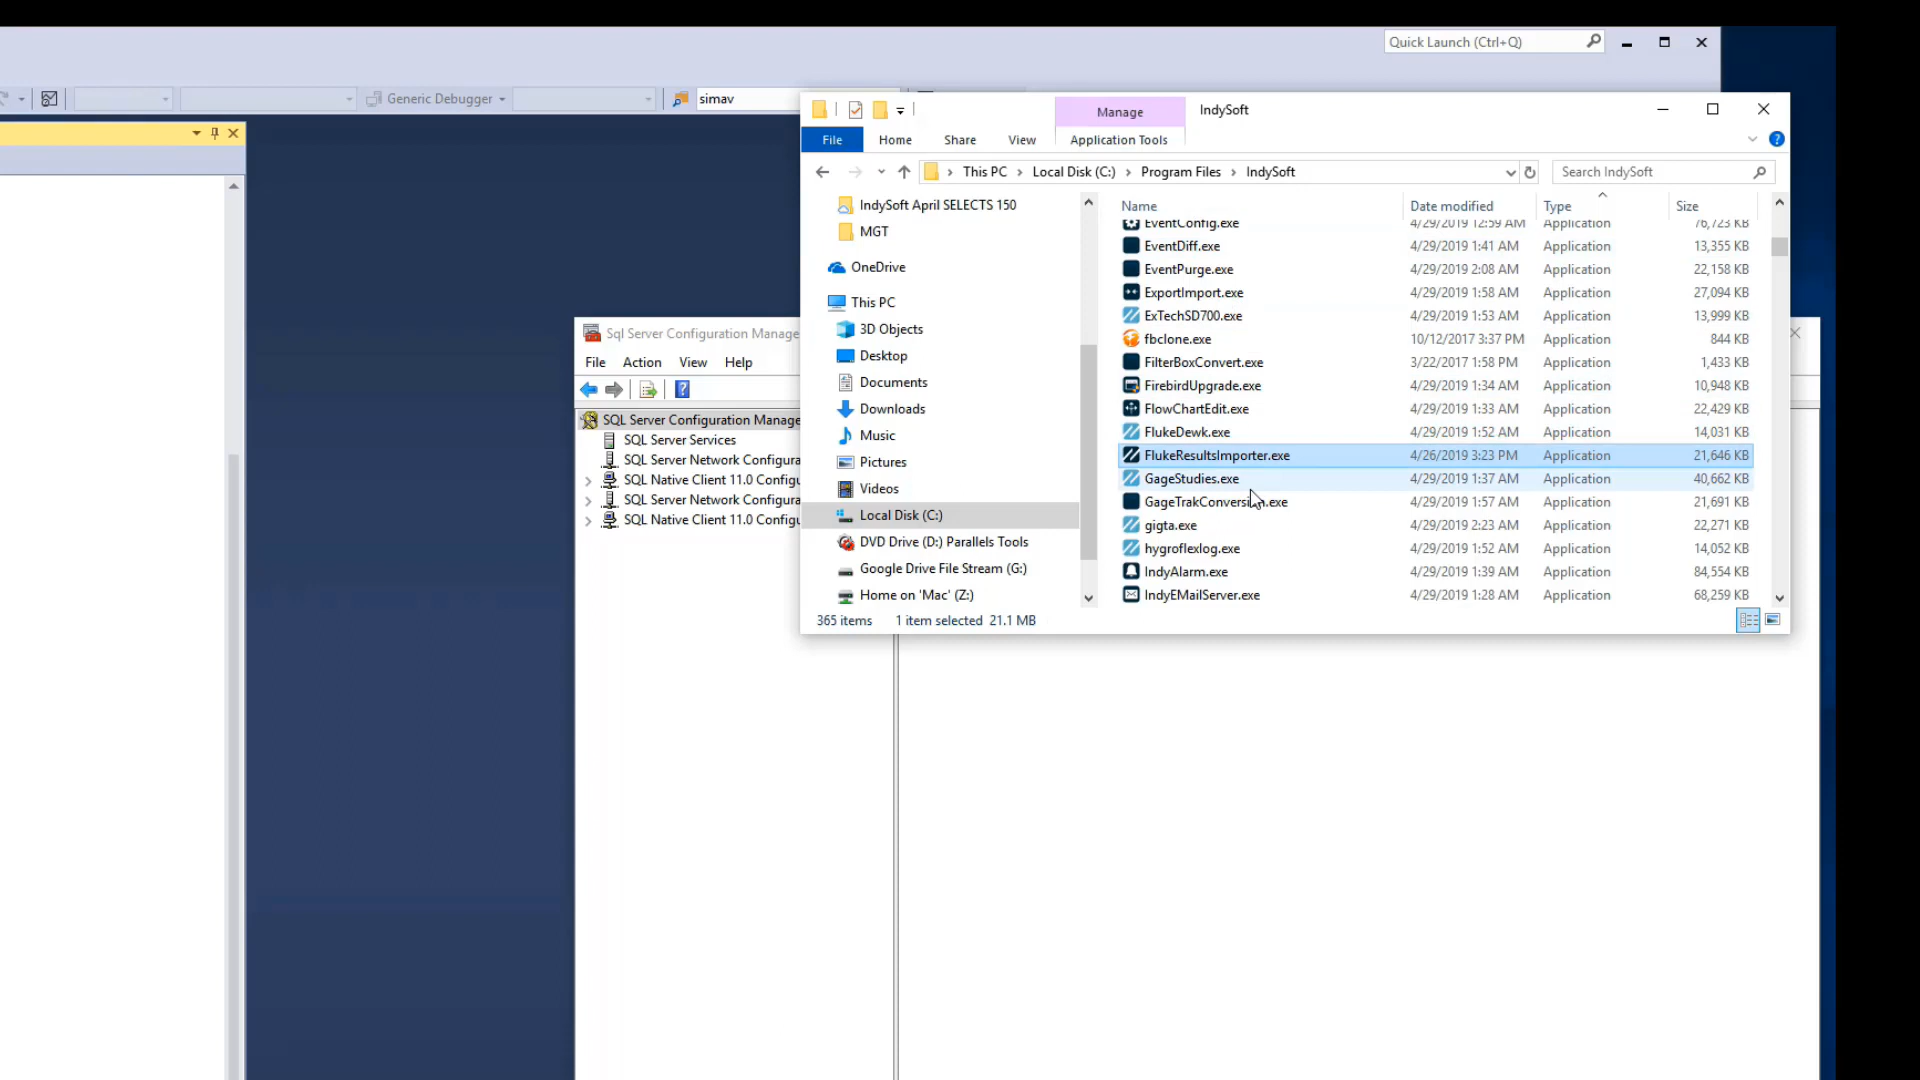 Quick Launch (Ctrl+Q)
Generic Debugger
simav
Manage
IndySoft
File Home Share View Application Tools
This PC > Local Disk (C:) > Program Files > IndySoft
Search IndySoft
IndySoft April SELECTS 150
MGT
OneDrive
This PC
3D Objects
Desktop
Documents
Downloads
Music
Pictures
Videos
Local Disk (C:)
DVD Drive (D:) Parallels Tools
Google Drive File Stream (G:)
Home on 'Mac' (Z:)
Name Date modified Type Size
EventConfig.exe 4/29/2019 12:59 AM Application 76,723 KB
EventDiff.exe 4/29/2019 1:41 AM Application 13,355 KB
EventPurge.exe 4/29/2019 2:08 AM Application 22,158 KB
ExportImport.exe 4/29/2019 1:58 AM Application 27,094 KB
ExTechSD700.exe 4/29/2019 1:53 AM Application 13,999 KB
fbclone.exe 10/12/2017 3:37 PM Application 844 KB
FilterBoxConvert.exe 3/22/2017 1:58 PM Application 1,433 KB
FirebirdUpgrade.exe 4/29/2019 1:34 AM Application 10,948 KB
FlowChartEdit.exe 4/29/2019 1:33 AM Application 22,429 KB
FlukeDewk.exe 4/29/2019 1:52 AM Application 14,031 KB
FlukeResultsImporter.exe 4/26/2019 3:23 PM Application 21,646 KB
GageStudies.exe 4/29/2019 1:37 AM Application 40,662 KB
GageTrakConversion.exe 4/29/2019 1:57 AM Application 21,691 KB
gigta.exe 4/29/2019 2:23 AM Application 22,271 KB
hygroflexlog.exe 4/29/2019 1:52 AM Application 14,052 KB
IndyAlarm.exe 4/29/2019 1:39 AM Application 84,554 KB
IndyEMailServer.exe 4/29/2019 1:28 AM Application 68,259 KB
365 items 1 item selected 21.1 MB
Sql Server Configuration Manage
File Action View Help
SQL Server Configuration Manage
SQL Server Services
SQL Server Network Configura
SQL Native Client 11.0 Configu
SQL Server Network Configura
SQL Native Client 11.0 Configu